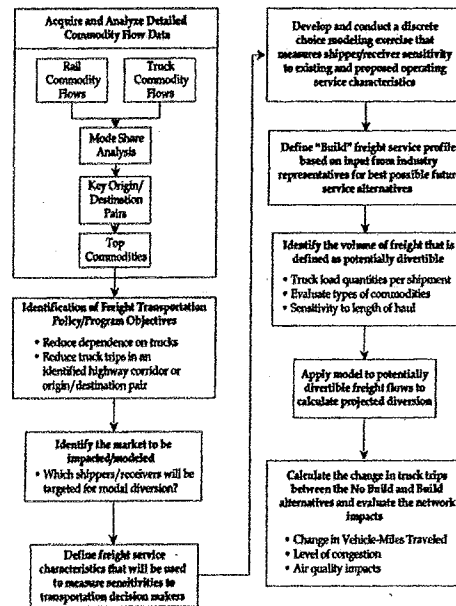 Acquire and Analyze Detailed
Commodity Flow Data
Rail
Commodity
Flows
Truck
Commodity
Flows
Mode Share
Analysis
Key Origin/
Destination
Pairs
Top
Commodities
Identification of Freight Transportation
Policy/Program Objectives
• Reduce dependence on trucks
• Reduce truck trips in an
identified highway corridor or
origin/destination pair
Identify the market to be
impacted/modeled
• Which shippers/receivers will be
targeted for modal diversion?
Define freight service
characteristics that will be used
to measure sensitivities to
transportation decision makers
Develop and conduct a discrete
choice modeling exercise that
measures shipper/receiver sensitivity
to existing and proposed operating
service characteristics
Define "Build" freight service profile
based on input from industry
representatives for best possible future
service alternatives
Identify the volume of freight that is
defined as potentially divertible
• Truck load quantities per shipment
• Evaluate types of commodities
• Sensitivity to length of haul
Apply model to potentially
divertible freight flows to
calculate projected diversion
Calculate the change in truck trips
between the No Build and Build
alternatives and evaluate the network
impacts
• Change in Vehicle-Miles Traveled
• Level of congestion
• Air quality impacts